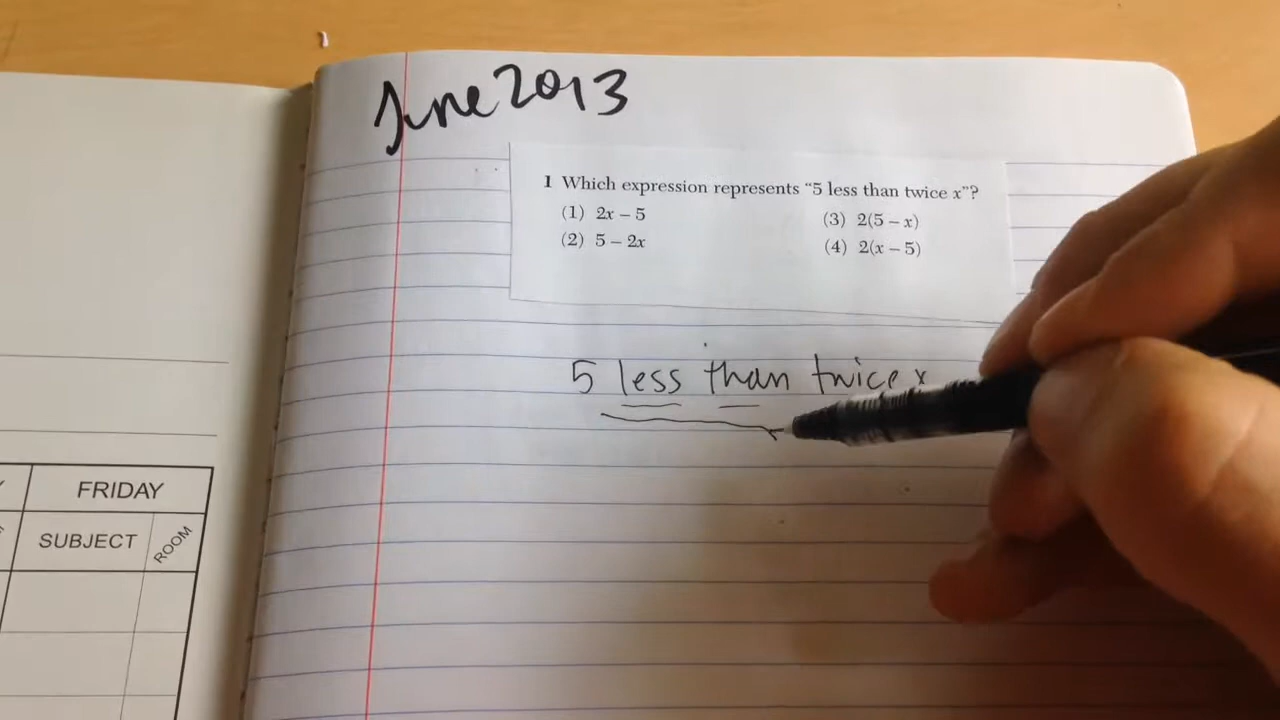 June 2013
1 Which expression represents “5 less than twice x”?
(1) 2x – 5
(2) 5 – 2x
(3) 2(5 – x)
(4) 2(x – 5)
5 less than twice x
FRIDAY
SUBJECT
ROOM